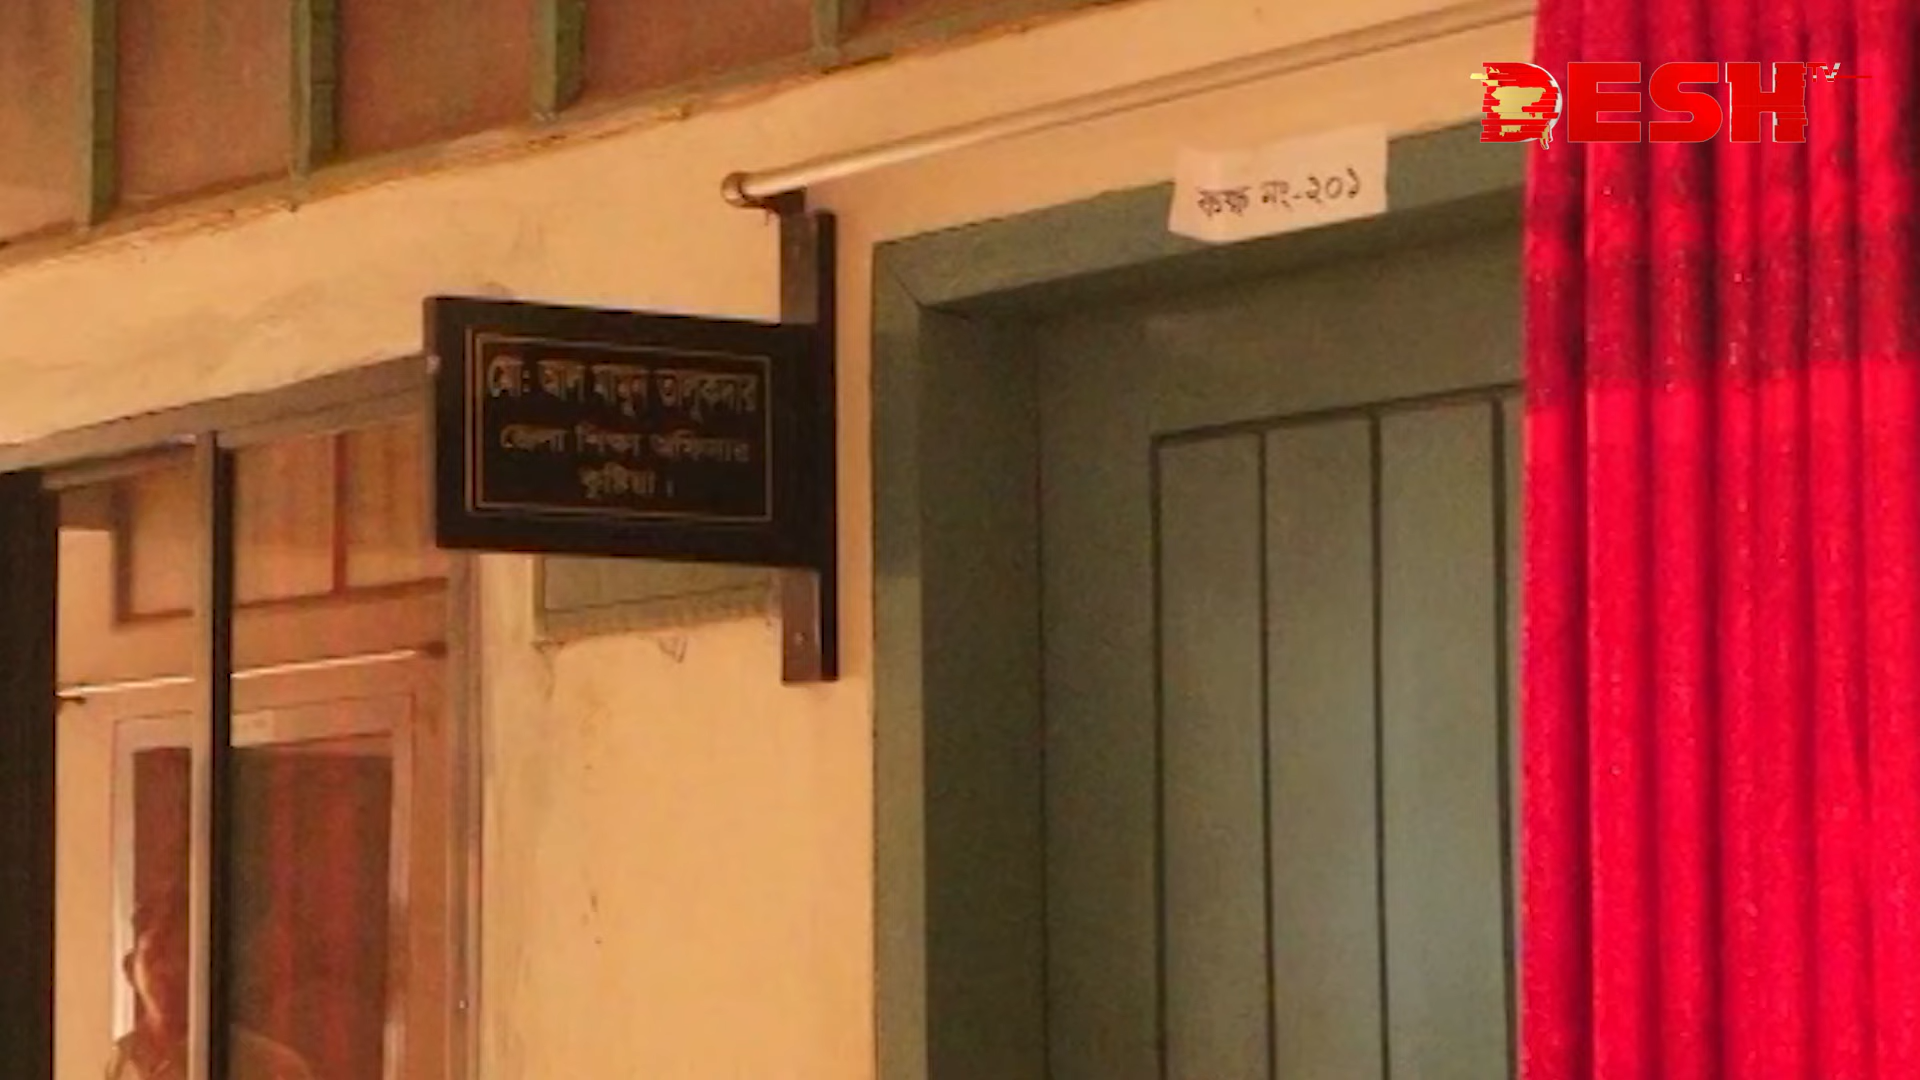 DESH TV
কক্ষ নং-২০১
মো: আল মামুন তালুকদার
জেলা শিক্ষা অফিসার
কুষ্টিয়া।